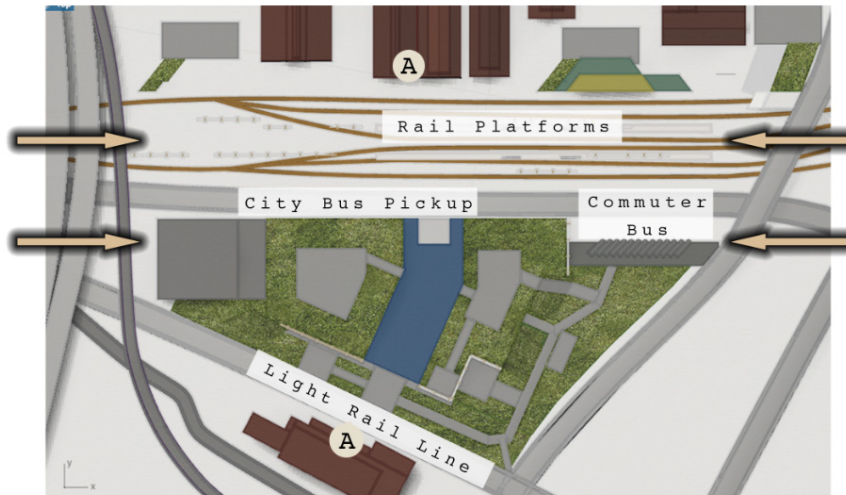 A
Rail Platforms
City Bus Pickup
Commuter
Bus
Light Rail Line
A
y
x